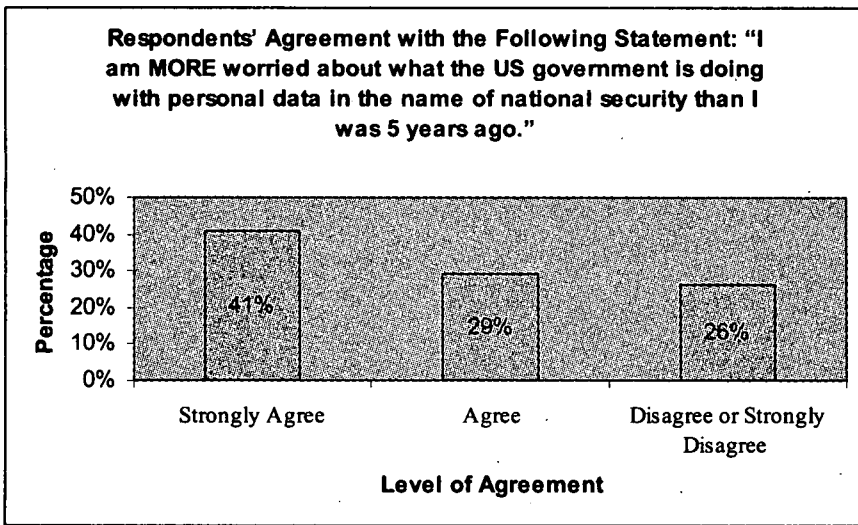 Respondents' Agreement with the Following Statement: “I
am MORE worried about what the US government is doing
with personal data in the name of national security than I
was 5 years ago.”
50%
40%
30%
20%
10%
0%
Percentage
41%
29%
26%
Strongly Agree
Agree
Disagree or Strongly
Disagree
Level of Agreement